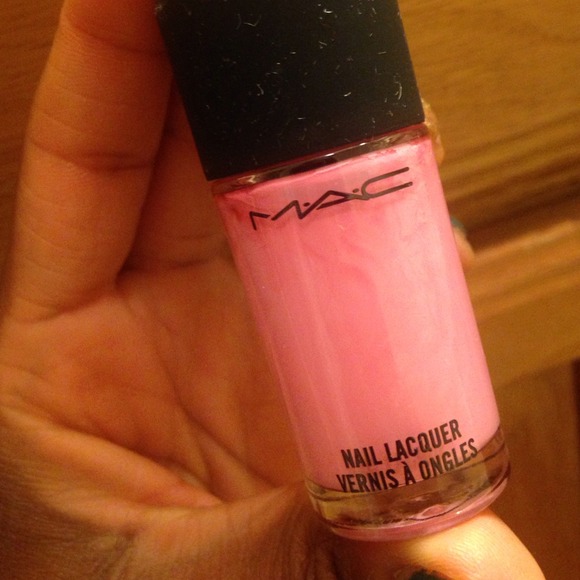 M·A·C
NAIL LACQUER
VERNIS À ONGLES